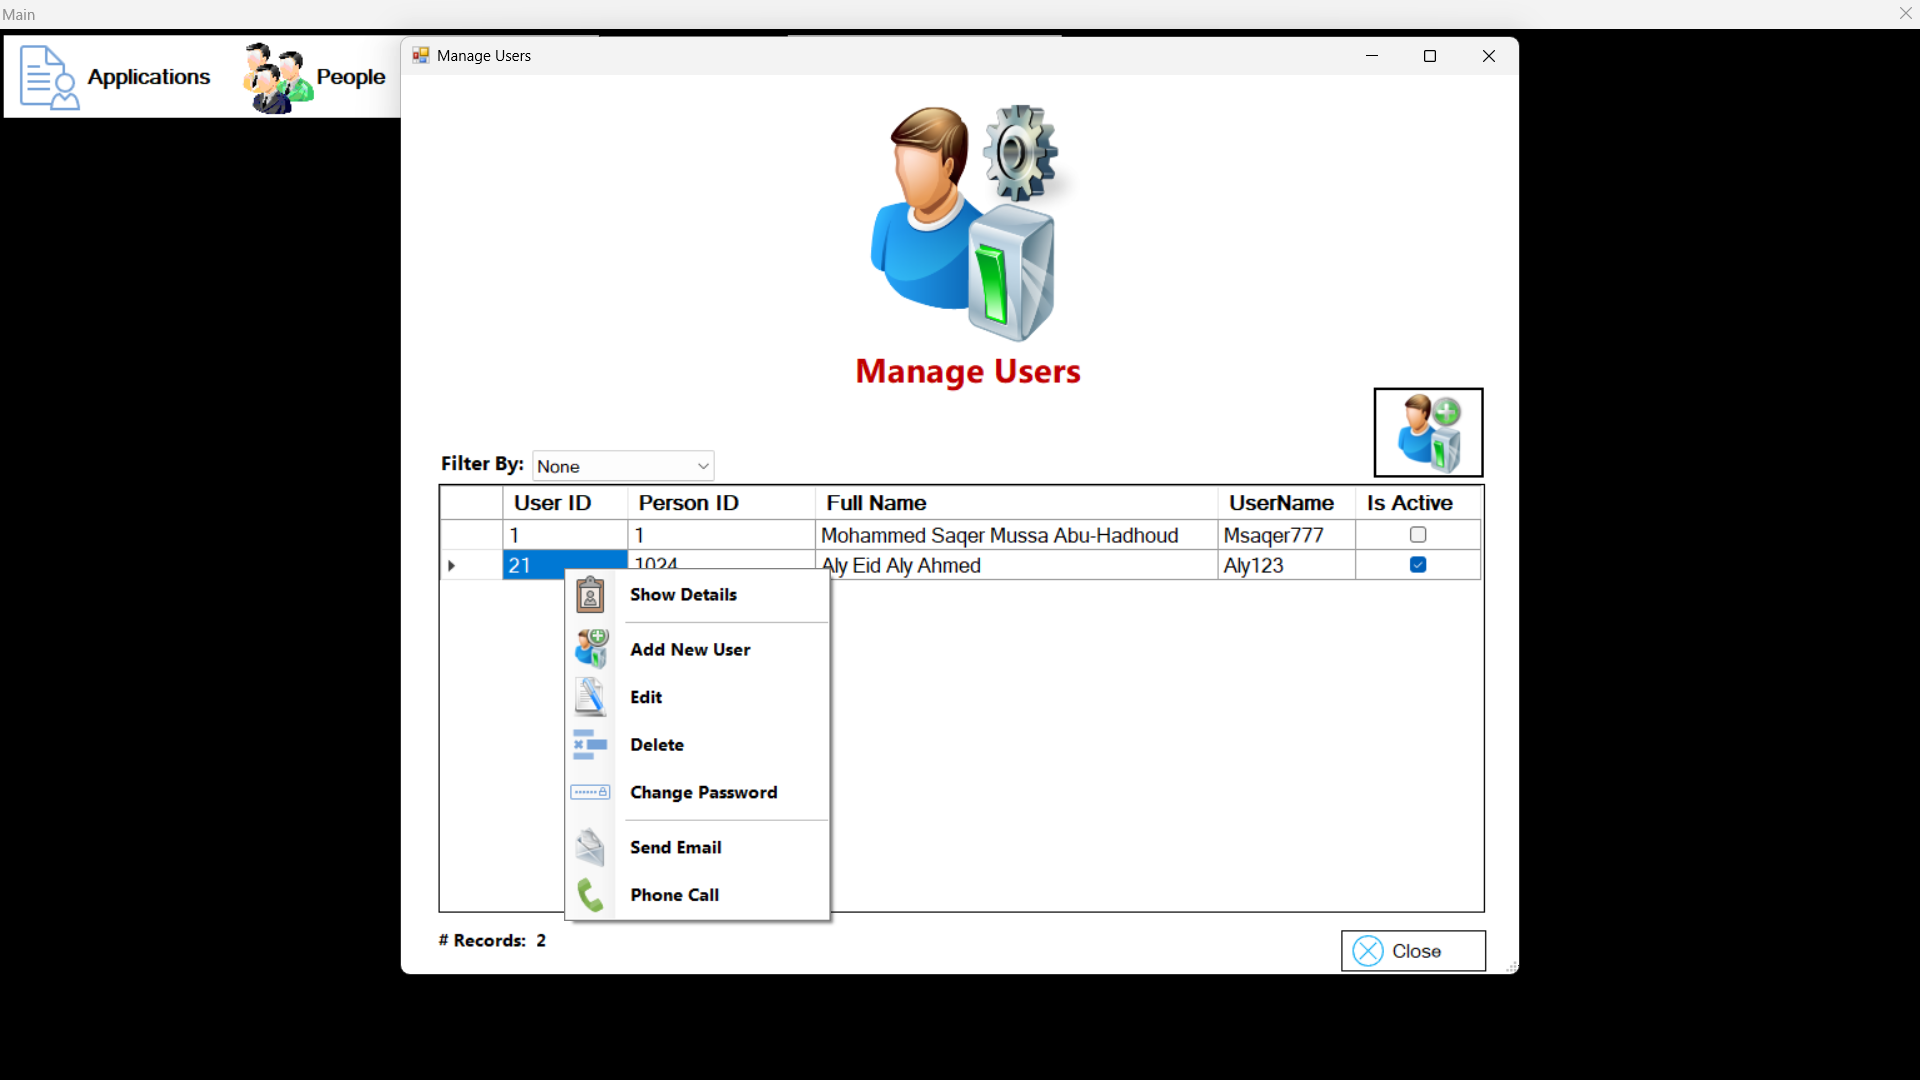 Main
Applications
People
Manage Users
Manage Users
Filter By: None
User ID Person ID Full Name UserName Is Active
1 1 Mohammed Saqer Mussa Abu-Hadhoud Msaqer777
21 1024 Aly Eid Aly Ahmed Aly123
Show Details
Add New User
Edit
Delete
Change Password
Send Email
Phone Call
# Records: 2
Close